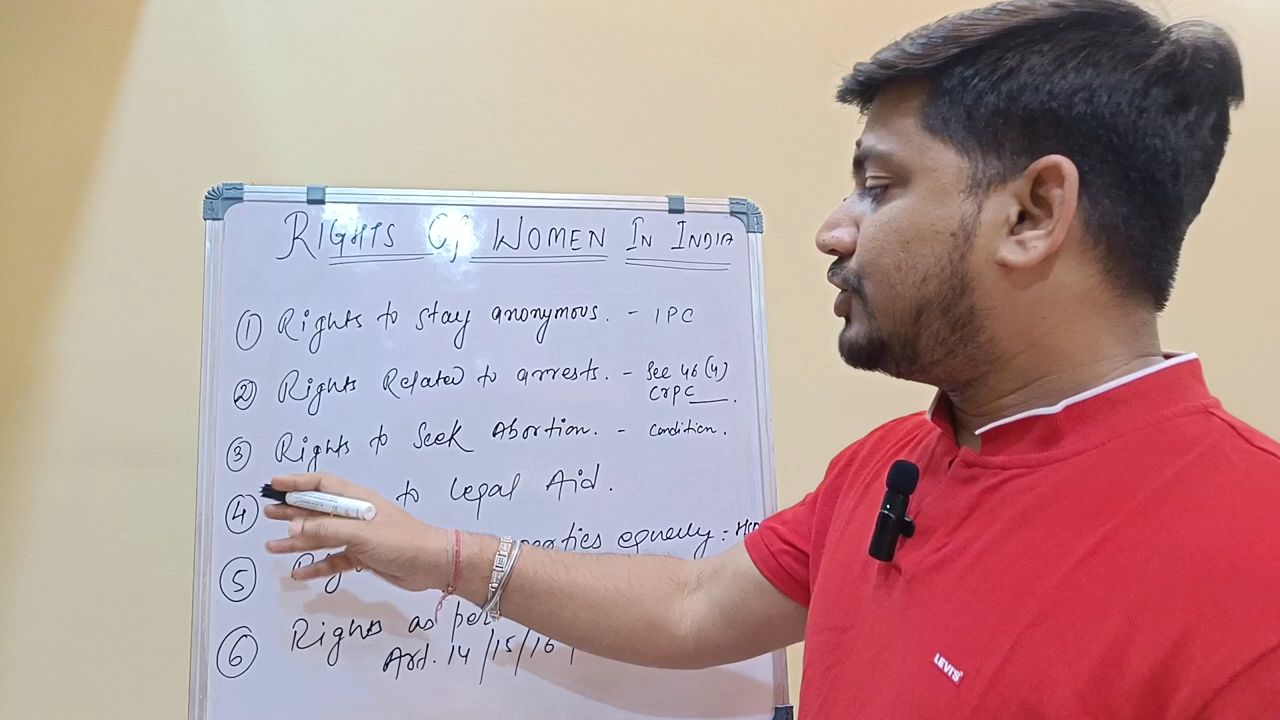 RIGHTS Of WOMEN IN INDIA
① Rights to stay anonymous. - IPC
② Rights Related to arrests. - Sec 46(4)
CrPC
③ Rights to Seek Abortion. - condition.
④ to legal Aid.
⑤ equally :-
⑥ Rights as per
Art. 14 /15/16
LEVI'S